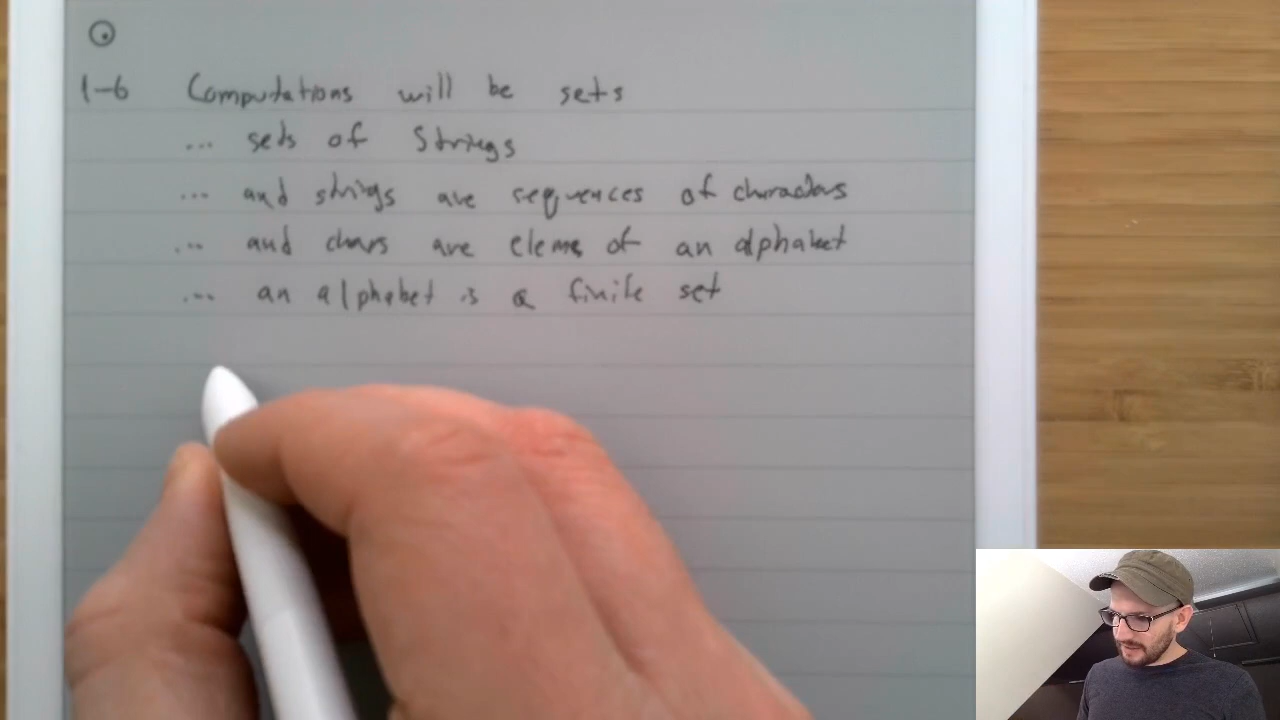 1-6 Computations will be sets
... sets of Strings
... and strings are sequences of characters
... and chars are elems of an alphabet
... an alphabet is a finite set